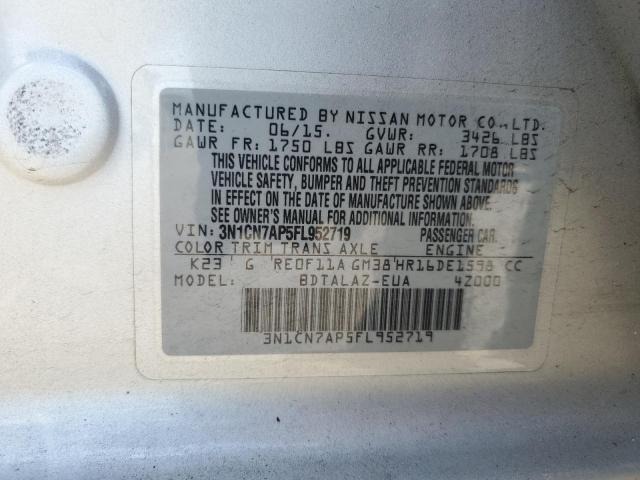 MANUFACTURED BY NISSAN MOTOR CO., LTD.
DATE: 06/15. GVWR: 3426 LBS
GAWR FR: 1750 LBS GAWR RR: 1708 LBS
THIS VEHICLE CONFORMS TO ALL APPLICABLE FEDERAL MOTOR
VEHICLE SAFETY, BUMPER AND THEFT PREVENTION STANDARDS
IN EFFECT ON THE DATE OF MANUFACTURE SHOWN ABOVE.
SEE OWNER'S MANUAL FOR ADDITIONAL INFORMATION.
VIN: 3N1CN7AP5FL952719 PASSENGER CAR.
COLOR TRIM TRANS AXLE ENGINE
K23 G RE0F11A GM38 HR16DE1598 CC
BDTALAZ-EUA 4Z000
3N1CN7AP5FL952719